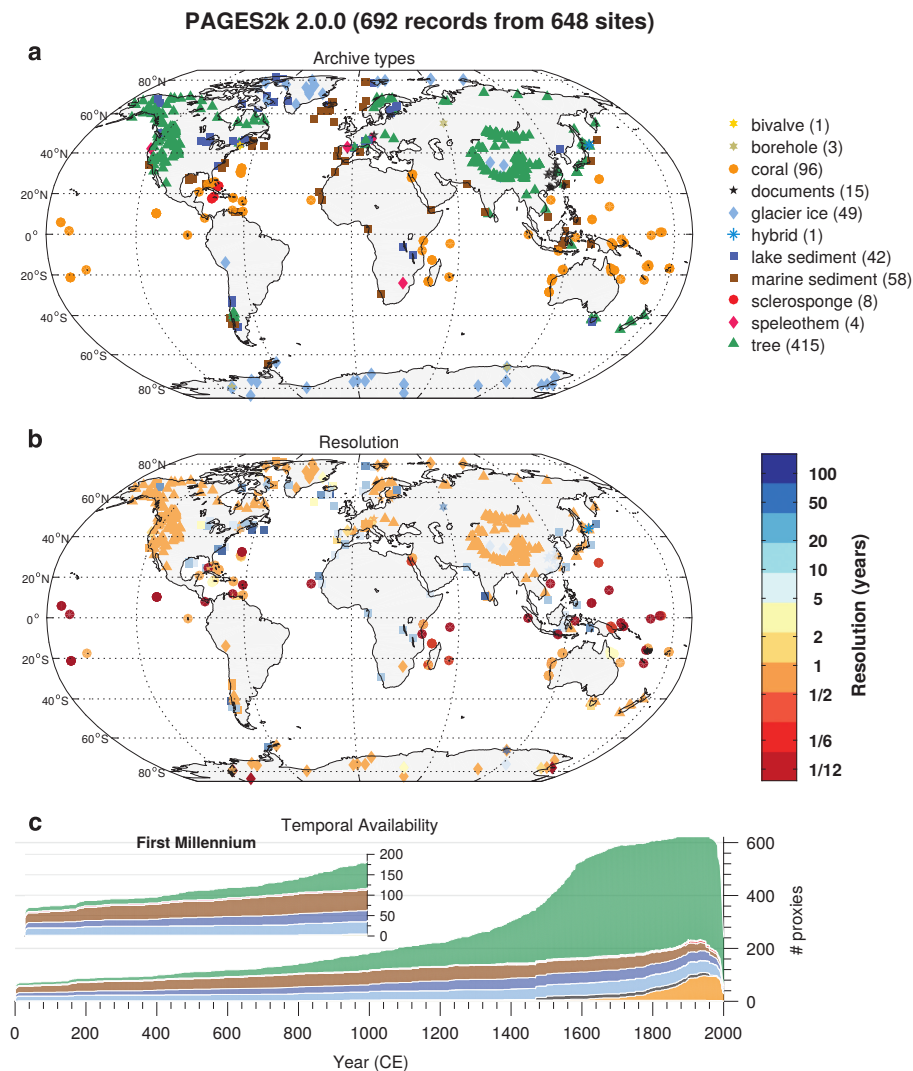 PAGES2k 2.0.0 (692 records from 648 sites)
a
Archive types
80°N
60°N
40°N
20°N
0°
20°S
40°S
60°S
80°S
bivalve (1)
borehole (3)
coral (96)
documents (15)
glacier ice (49)
hybrid (1)
lake sediment (42)
marine sediment (58)
sclerosponge (8)
speleothem (4)
tree (415)
b
Resolution
80°N
60°N
40°N
20°N
0°
20°S
40°S
60°S
80°S
100
50
20
10
5
2
1
1/2
1/6
1/12
Resolution (years)
c
Temporal Availability
First Millennium
200
150
100
50
0
600
400
200
0
# proxies
0 200 400 600 800 1000 1200 1400 1600 1800 2000
Year (CE)